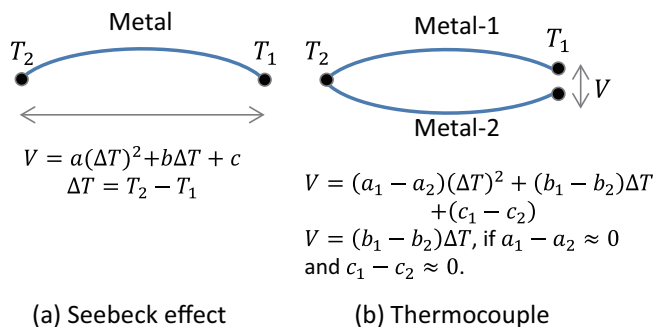 Metal
T₂ T₁
V = a(ΔT)²+bΔT + c
ΔT = T₂ − T₁
(a) Seebeck effect
Metal-1
T₂ T₁
V
Metal-2
V = (a₁ − a₂)(ΔT)² + (b₁ − b₂)ΔT
+(c₁ − c₂)
V = (b₁ − b₂)ΔT, if a₁ − a₂ ≈ 0
and c₁ − c₂ ≈ 0.
(b) Thermocouple